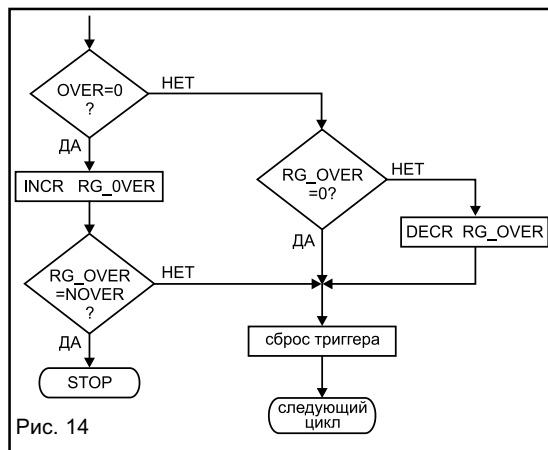 OVER=0
?
НЕТ
ДА
INCR RG_0VER
RG_OVER
=0?
НЕТ
ДА
DECR RG_OVER
RG_OVER
=NOVER
?
НЕТ
ДА
STOP
сброс триггера
следующий
цикл
Рис. 14